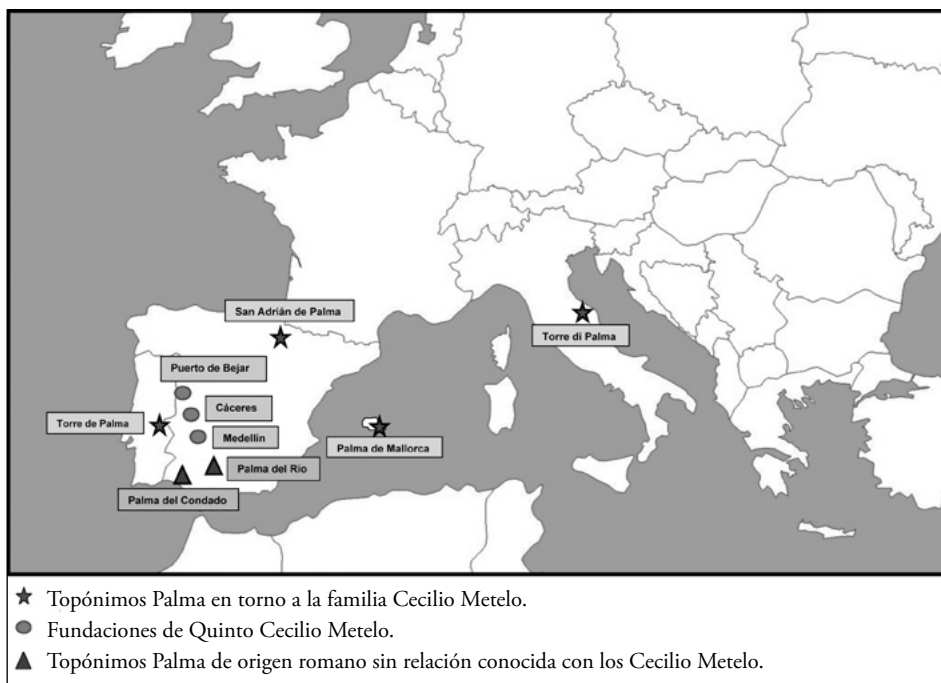 San Adrián de Palma
Torre di Palma
Puerto de Bejar
Cáceres
Torre de Palma
Medellín
Palma de Mallorca
Palma del Río
Palma del Condado
Topónimos Palma en torno a la familia Cecilio Metelo.
Fundaciones de Quinto Cecilio Metelo.
Topónimos Palma de origen romano sin relación conocida con los Cecilio Metelo.